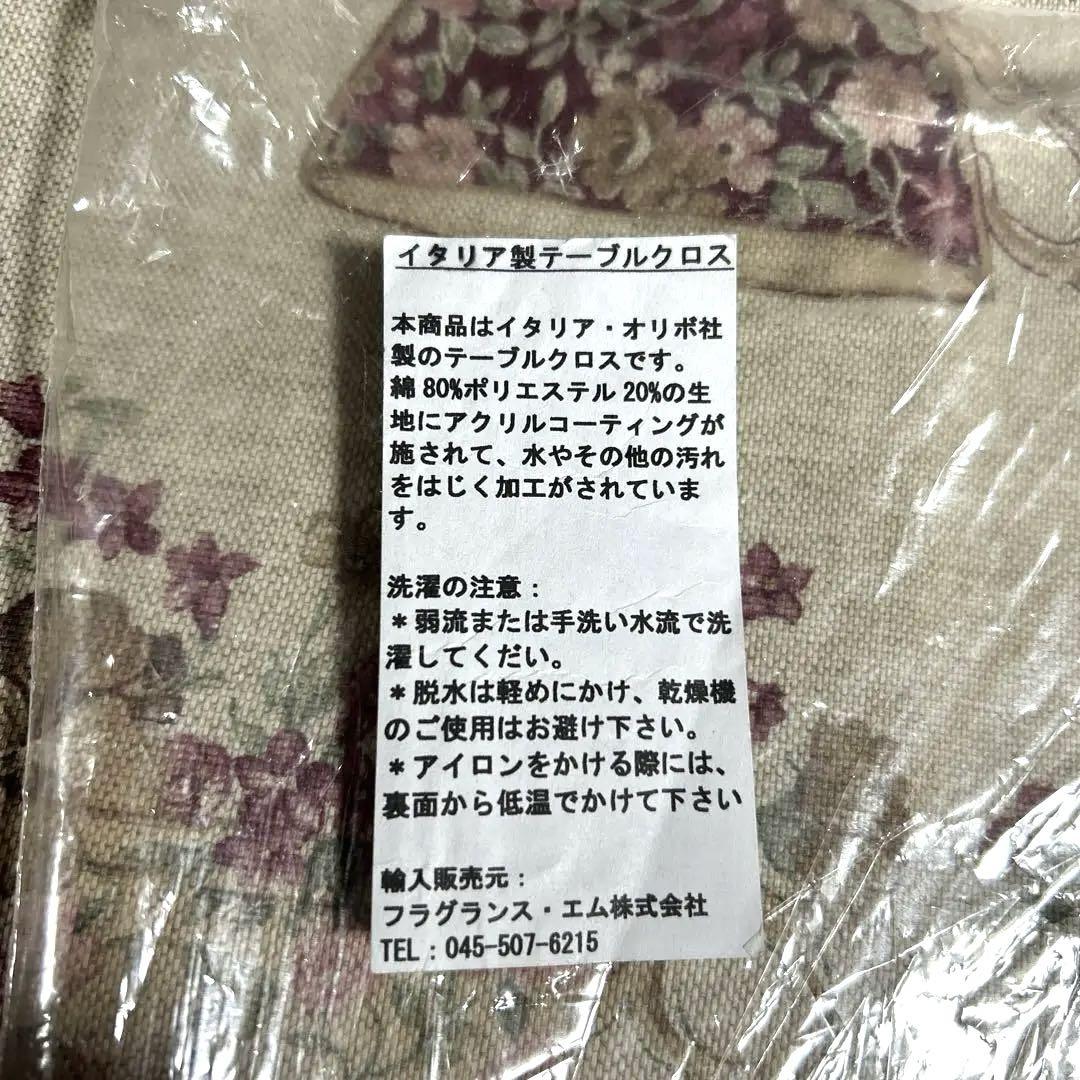 イタリア製テーブルクロス
本商品はイタリア・オリボ社
製のテーブルクロスです。
綿80%ポリエステル20%の生
地にアクリルコーティングが
施されて、水やその他の汚れ
をはじく加工がされていま
す。
洗濯の注意：
＊弱流または手洗い水流で洗
濯してくだい。
＊脱水は軽めにかけ、乾燥機
のご使用はお避け下さい。
＊アイロンをかける際には、
裏面から低温でかけて下さい
輸入販売元：
フラグランス・エム株式会社
TEL：045-507-6215